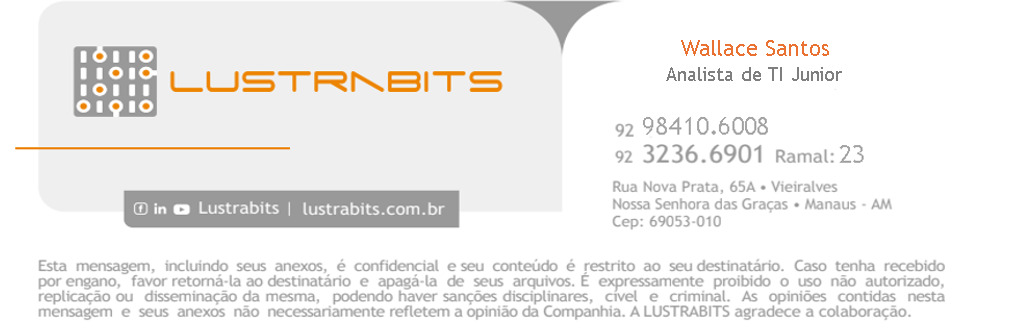 LUSTRABITS
Lustrabits | lustrabits.com.br
Wallace Santos
Analista de TI Junior
92 98410.6008
92 3236.6901 Ramal: 23
Rua Nova Prata, 65A • Vieiralves
Nossa Senhora das Graças • Manaus - AM
Cep: 69053-010
Esta mensagem, incluindo seus anexos, é confidencial e seu conteúdo é restrito ao seu destinatário. Caso tenha recebido
por engano, favor retorná-la ao destinatário e apagá-la de seus arquivos. É expressamente proibido o uso não autorizado,
replicação ou disseminação da mesma, podendo haver sanções disciplinares, cível e criminal. As opiniões contidas nesta
mensagem e seus anexos não necessariamente refletem a opinião da Companhia. A LUSTRABITS agradece a colaboração.